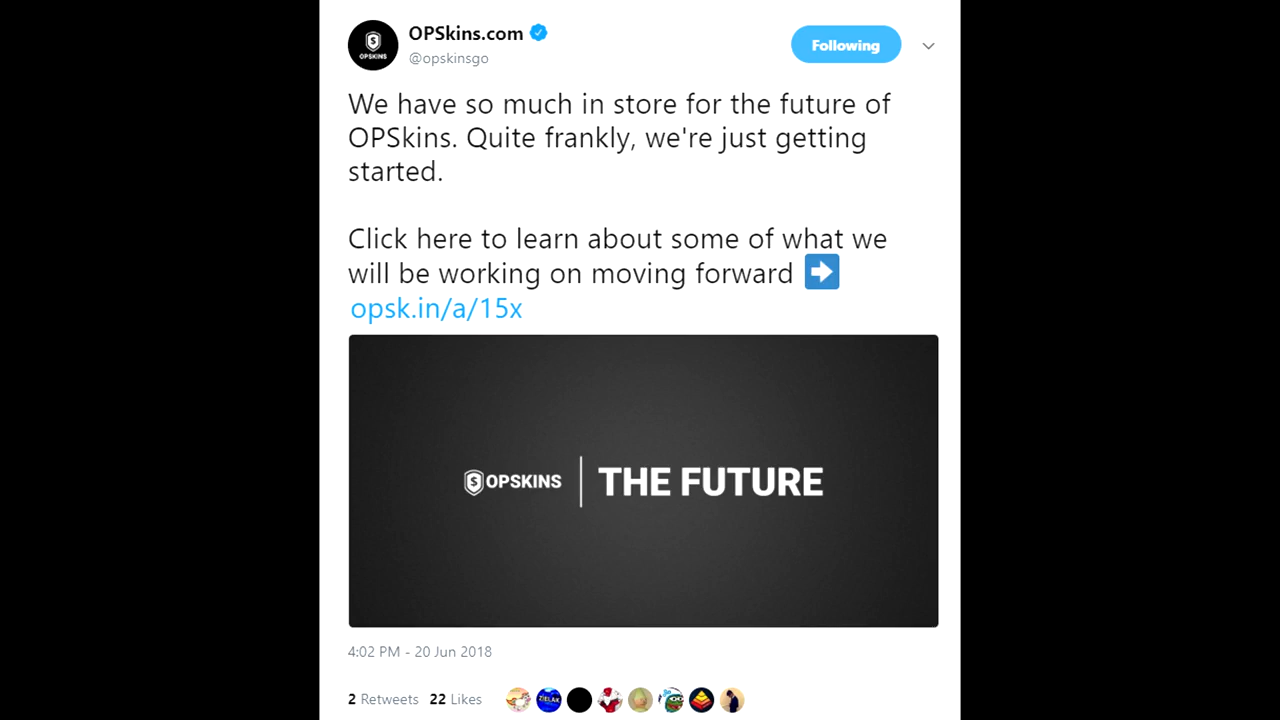 OPSkins.com
@opskinsgo
Following
OPSKINS
We have so much in store for the future of
OPSkins. Quite frankly, we're just getting
started.
Click here to learn about some of what we
will be working on moving forward ➡
opsk.in/a/15x
OPSKINS | THE FUTURE
4:02 PM - 20 Jun 2018
2 Retweets 22 Likes
ZIELAK